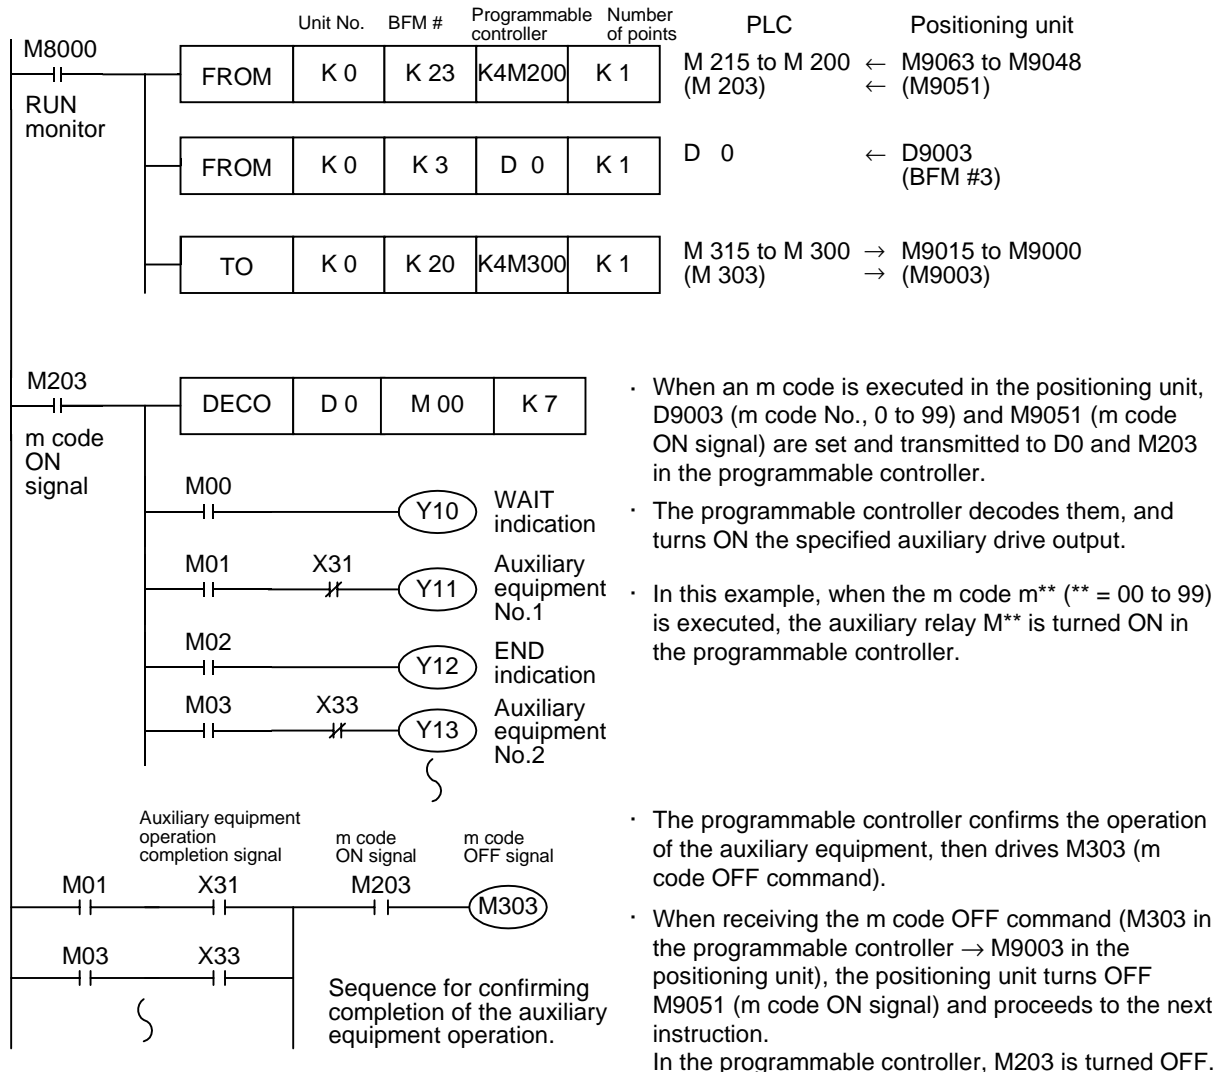 Unit No. BFM # Programmable controller Number of points PLC Positioning unit
M8000
RUN
monitor
FROM K 0 K 23 K4M200 K 1
M 215 to M 200 ← M9063 to M9048
(M 203) ← (M9051)
FROM K 0 K 3 D 0 K 1
D 0 ← D9003
(BFM #3)
TO K 0 K 20 K4M300 K 1
M 315 to M 300 → M9015 to M9000
(M 303) → (M9003)
M203
m code
ON
signal
DECO D 0 M 00 K 7
M00 Y10 WAIT
indication
M01 X31 Y11 Auxiliary
equipment
No.1
M02 Y12 END
indication
M03 X33 Y13 Auxiliary
equipment
No.2
· When an m code is executed in the positioning unit,
D9003 (m code No., 0 to 99) and M9051 (m code
ON signal) are set and transmitted to D0 and M203
in the programmable controller.
· The programmable controller decodes them, and
turns ON the specified auxiliary drive output.
· In this example, when the m code m** (** = 00 to 99)
is executed, the auxiliary relay M** is turned ON in
the programmable controller.
Auxiliary equipment
operation
completion signal
m code
ON signal
m code
OFF signal
M01 X31 M203 M303
M03 X33
Sequence for confirming
completion of the auxiliary
equipment operation.
· The programmable controller confirms the operation
of the auxiliary equipment, then drives M303 (m
code OFF command).
· When receiving the m code OFF command (M303 in
the programmable controller → M9003 in the
positioning unit), the positioning unit turns OFF
M9051 (m code ON signal) and proceeds to the next
instruction.
In the programmable controller, M203 is turned OFF.